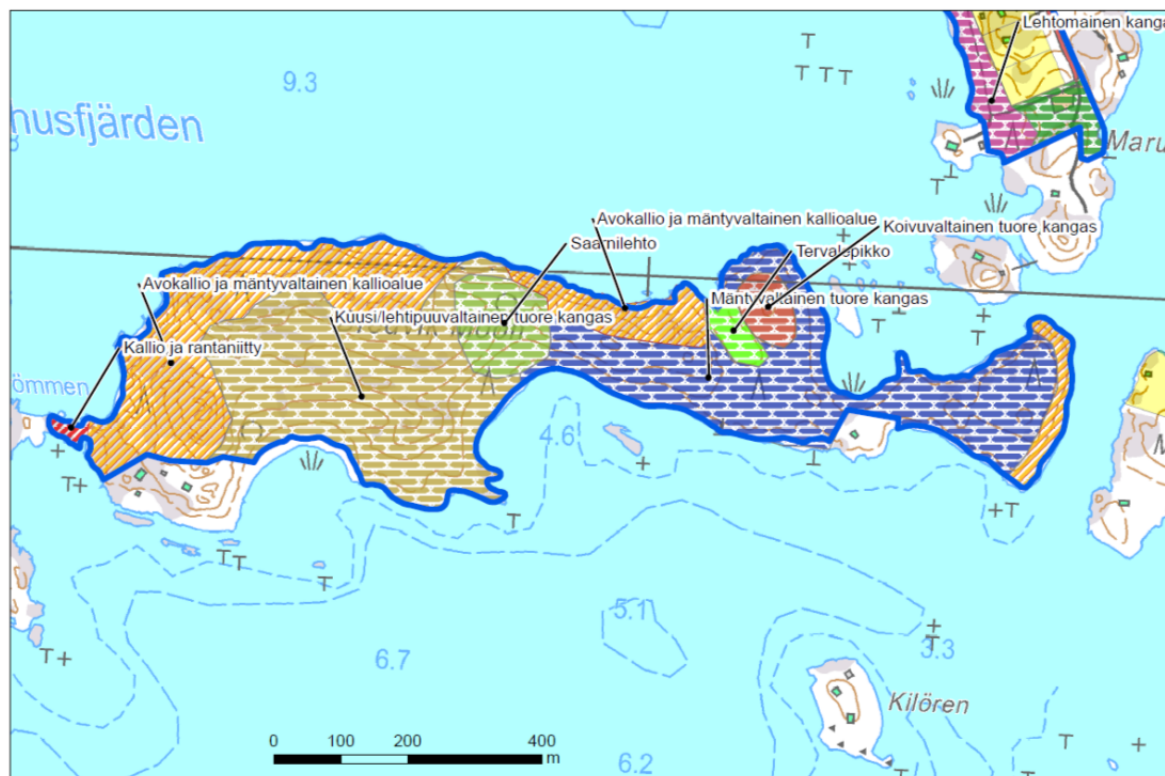 Lehtomainen kanga
9.3
husfjärden
Maru
Avokallio ja mäntyvaltainen kallioalue
Koivuvaltainen tuore kangas
Saarnilehto
Tervalepikko
Avokallio ja mäntyvaltainen kallioalue
Mäntyvaltainen tuore kangas
Kuusi/lehtipuuvaltainen tuore kangas
Kallio ja rantaniitty
ömmen
4.6
M
5.1
3.3
6.7
Kilören
0 100 200 400
m
6.2